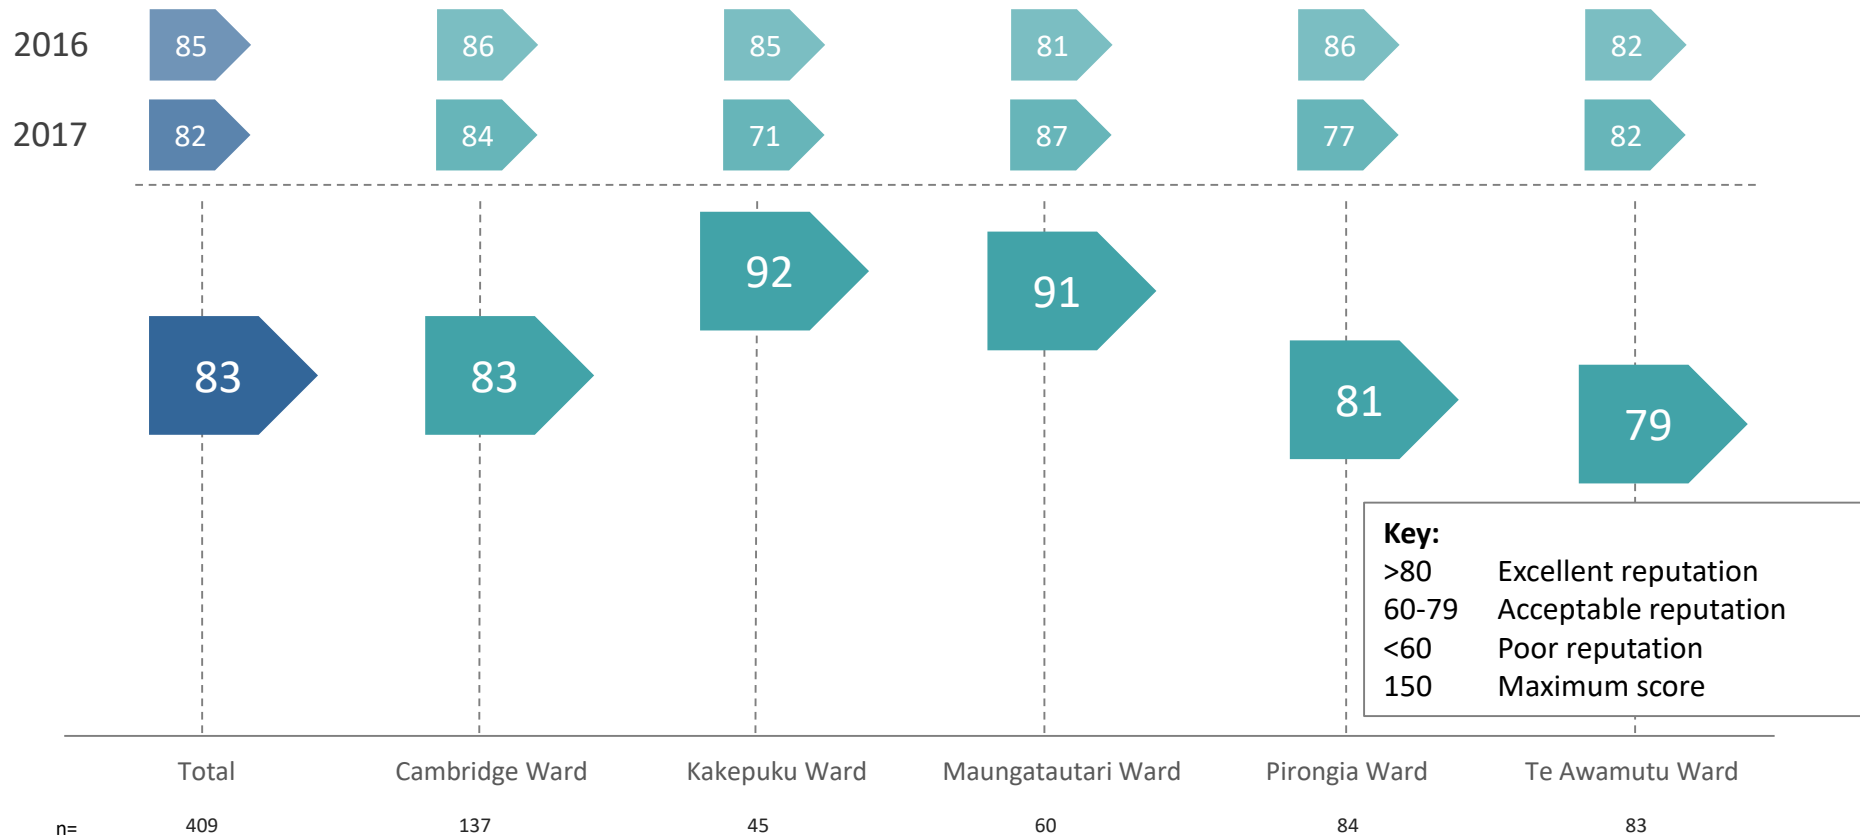 2016 85 86 85 81 86 82
2017 82 84 71 87 77 82
83 83 92 91 81 79
Key:
>80 Excellent reputation
60-79 Acceptable reputation
<60 Poor reputation
150 Maximum score
Total Cambridge Ward Kakepuku Ward Maungatautari Ward Pirongia Ward Te Awamutu Ward
n= 409 137 45 60 84 83